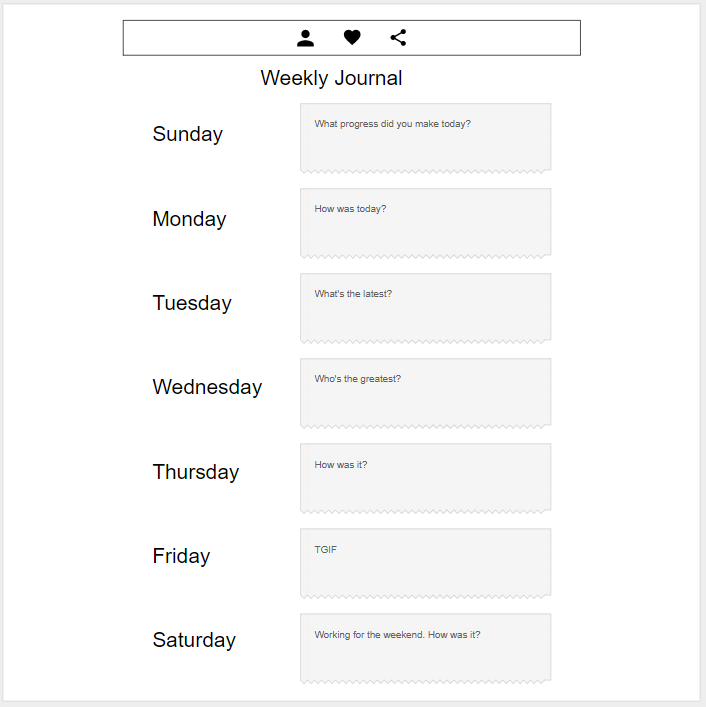 Weekly Journal
Sunday
What progress did you make today?
Monday
How was today?
Tuesday
What's the latest?
Wednesday
Who's the greatest?
Thursday
How was it?
Friday
TGIF
Saturday
Working for the weekend. How was it?